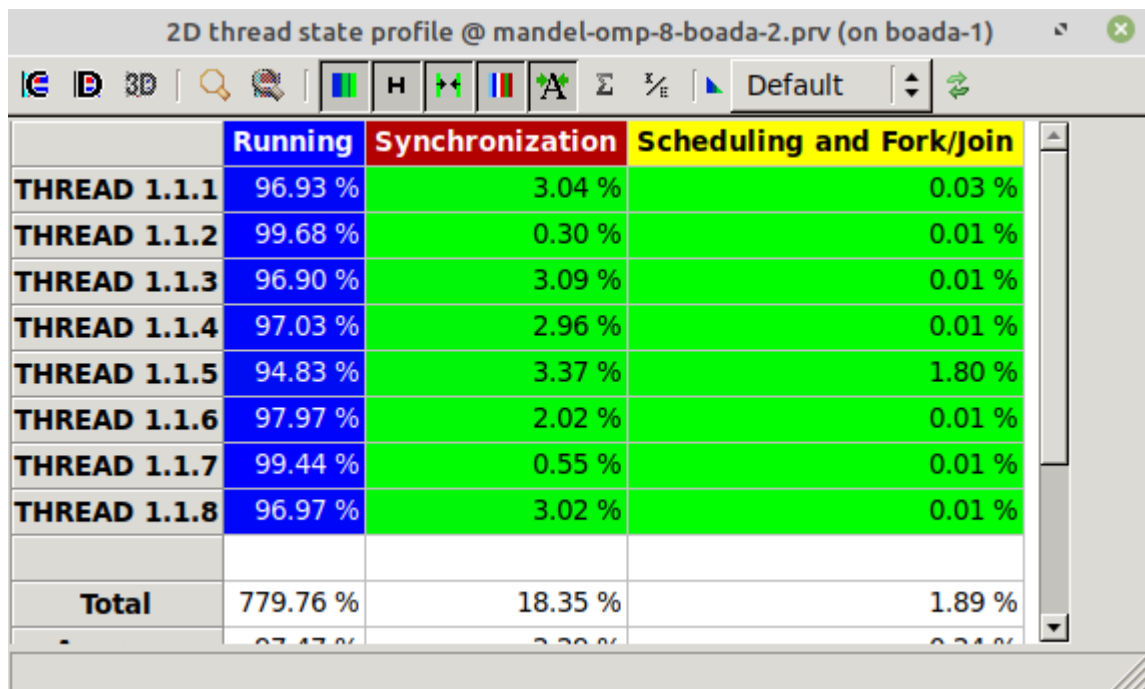 2D thread state profile @ mandel-omp-8-boada-2.prv (on boada-1)
3D Σ Default
Running Synchronization Scheduling and Fork/Join
THREAD 1.1.1 96.93 % 3.04 % 0.03 %
THREAD 1.1.2 99.68 % 0.30 % 0.01 %
THREAD 1.1.3 96.90 % 3.09 % 0.01 %
THREAD 1.1.4 97.03 % 2.96 % 0.01 %
THREAD 1.1.5 94.83 % 3.37 % 1.80 %
THREAD 1.1.6 97.97 % 2.02 % 0.01 %
THREAD 1.1.7 99.44 % 0.55 % 0.01 %
THREAD 1.1.8 96.97 % 3.02 % 0.01 %
Total 779.76 % 18.35 % 1.89 %